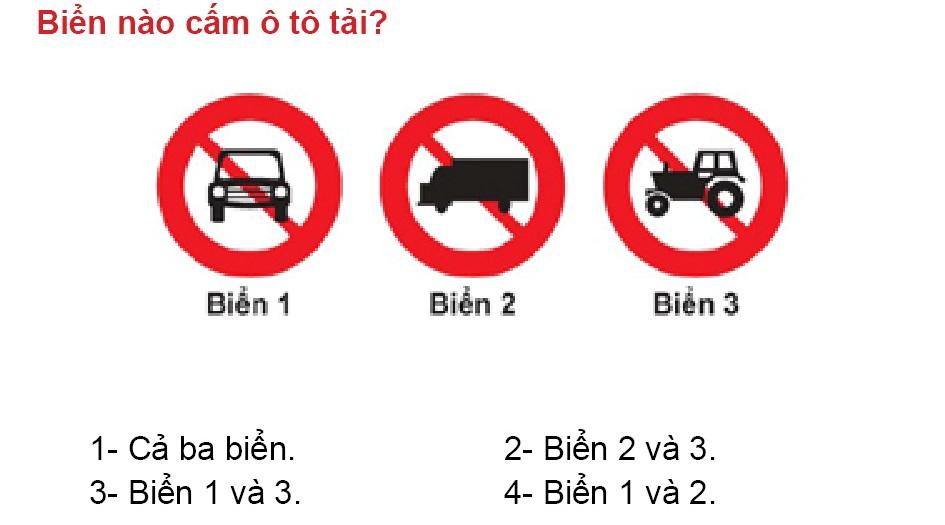 Biển nào cấm ô tô tải?
Biển 1 Biển 2 Biển 3
1- Cả ba biển. 2- Biển 2 và 3.
3- Biển 1 và 3. 4- Biển 1 và 2.